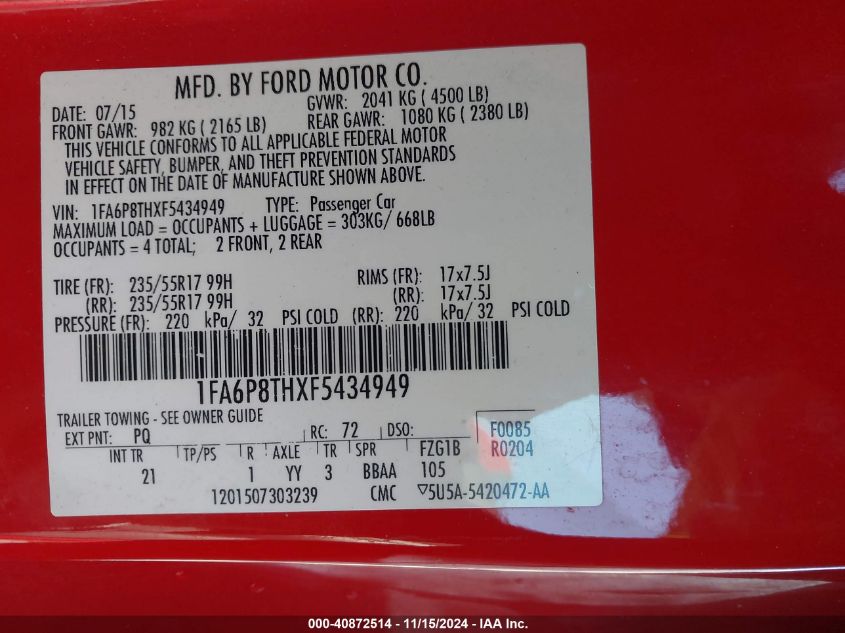 MFD. BY FORD MOTOR CO.
DATE: 07/15 GVWR: 2041 KG ( 4500 LB)
FRONT GAWR: 982 KG ( 2165 LB) REAR GAWR: 1080 KG ( 2380 LB)
THIS VEHICLE CONFORMS TO ALL APPLICABLE FEDERAL MOTOR
VEHICLE SAFETY, BUMPER, AND THEFT PREVENTION STANDARDS
IN EFFECT ON THE DATE OF MANUFACTURE SHOWN ABOVE.
VIN: 1FA6P8THXF5434949 TYPE: Passenger Car
MAXIMUM LOAD = OCCUPANTS + LUGGAGE = 303KG/ 668LB
OCCUPANTS = 4 TOTAL; 2 FRONT, 2 REAR
TIRE (FR): 235/55R17 99H RIMS (FR): 17x7.5J
(RR): 235/55R17 99H (RR): 17x7.5J
PRESSURE (FR): 220 kPa/ 32 PSI COLD (RR): 220 kPa/ 32 PSI COLD
1FA6P8THXF5434949
TRAILER TOWING - SEE OWNER GUIDE
EXT PNT: PQ RC: 72 DSO: F0085
INT TR TP/PS R AXLE TR SPR FZG1B R0204
21 1 YY 3 BBAA 105
1201507303239 CMC ▽5U5A-5420472-AA
000-40872514 - 11/15/2024 - IAA Inc.